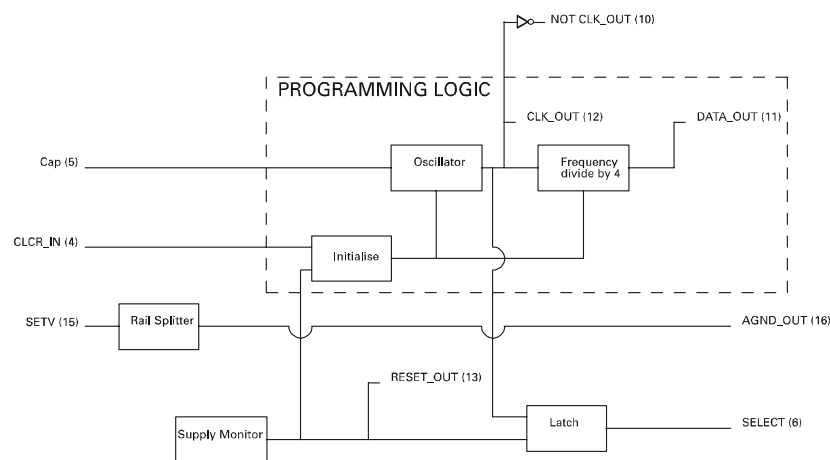 NOT CLK_OUT (10)
PROGRAMMING LOGIC
CLK_OUT (12)
DATA_OUT (11)
Cap (5)
Oscillator
Frequency
divide by 4
CLCR_IN (4)
Initialise
SETV (15)
Rail Splitter
AGND_OUT (16)
RESET_OUT (13)
Supply Monitor
Latch
SELECT (6)